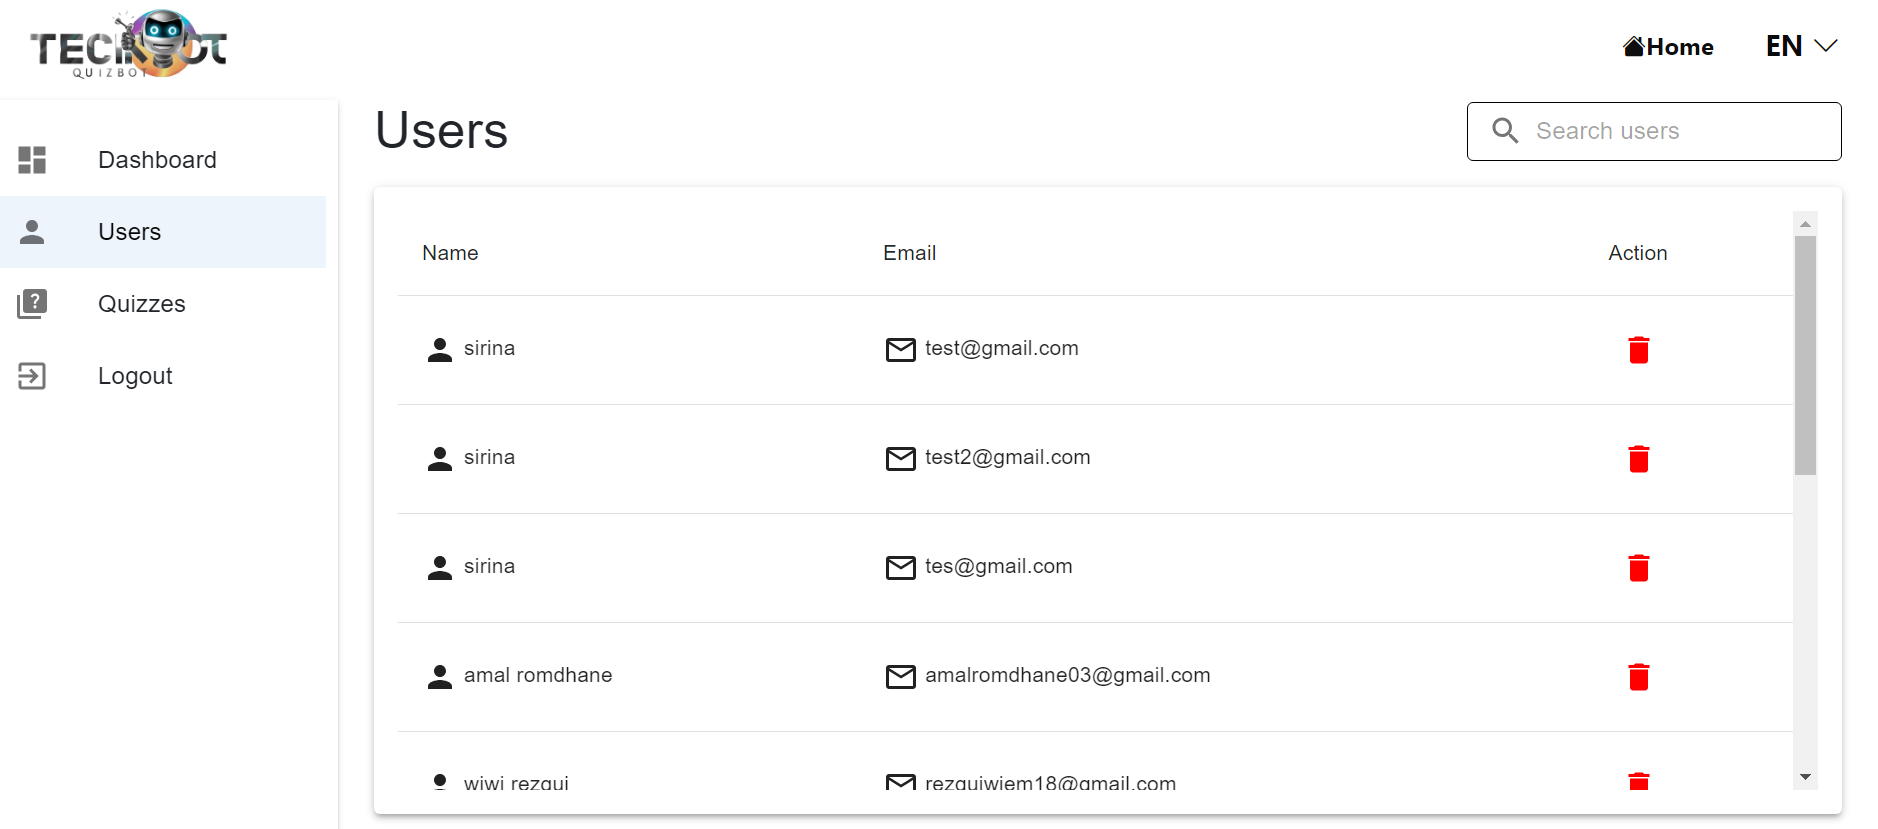 QUIZBOT
Home
EN
Dashboard
Users
Quizzes
Logout
Users
Search users
Name Email Action
sirina test@gmail.com
sirina test2@gmail.com
sirina tes@gmail.com
amal romdhane amalromdhane03@gmail.com
wiwi rezgui rezguiwiem18@gmail.com